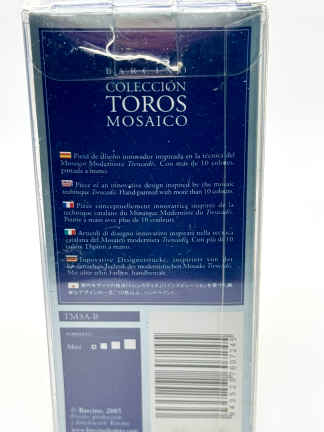 BARCINO
COLECCIÓN
TOROS
MOSAICO
Pieza de diseño innovador inspirada en la técnica del
Mosaico Modernista Trencadís. Con más de 10 colores,
pintada a mano.
Piece of an innovative design inspired by the mosaic
technique Trencadís. Hand painted with more than 10 colours.
Pièce conceptuellement innovatrice inspirée de la
technique catalane du Mosaïque Moderniste du Trencadís.
Peinte à main avec plus de 10 couleurs.
Articoli di disegno innovativo inspirati nella tecnica
catalana del Mosaici modernista Trencadís. Con più di 10
colori. Dipinto a mano.
Innovative Designerstücke, inspiriert von der
katalanischen Technik des modernistischen Mosaiks Trencadís.
Mit über zehn Farben, handbemalt.
TMSA-B
Mini
© Barcino, 2005